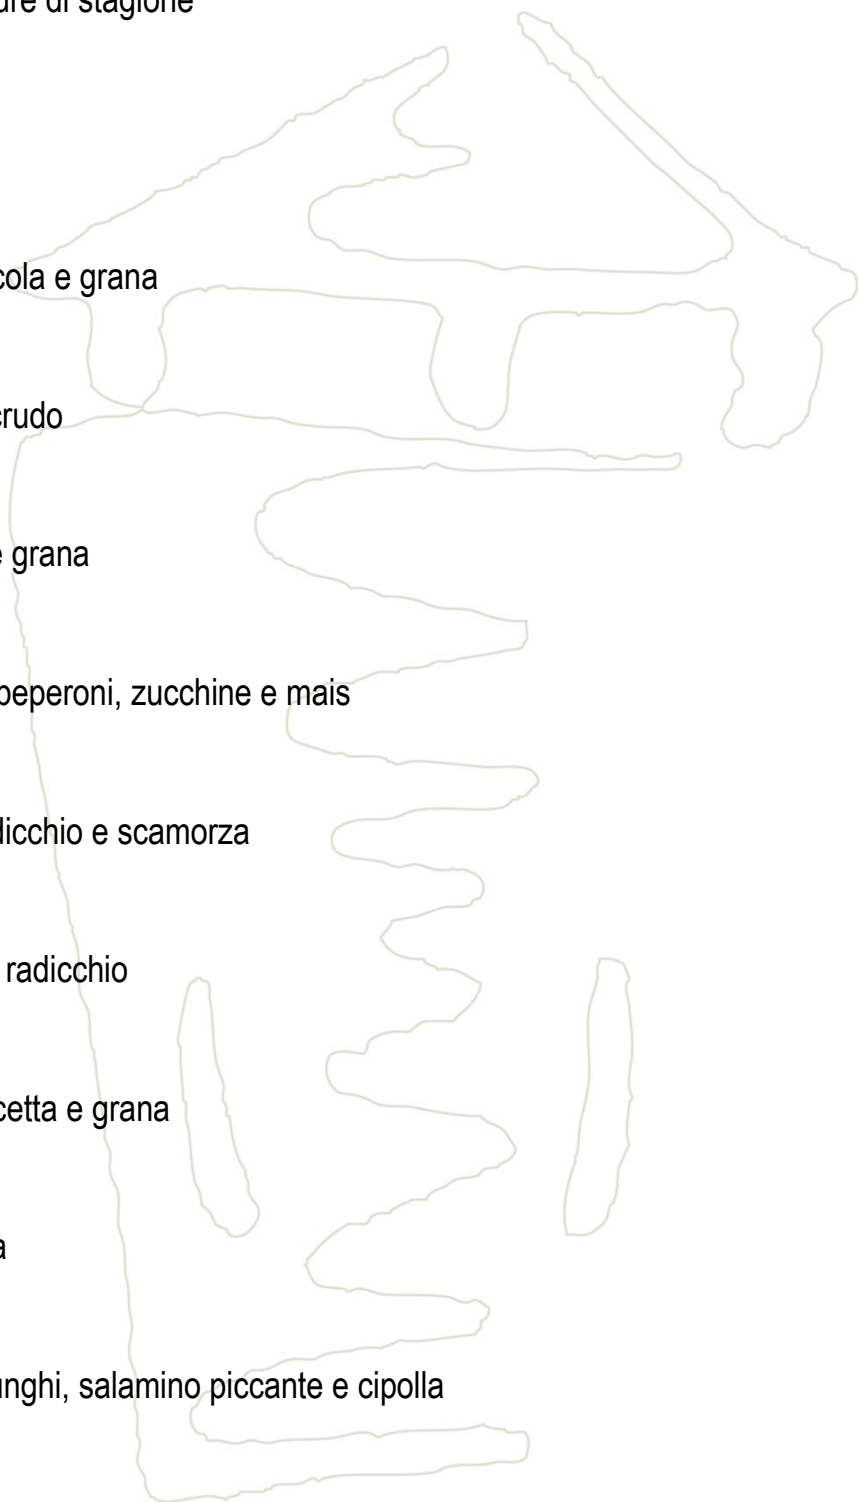 ure di stagione
cola e grana
crudo
e grana
peperoni, zucchine e mais
dicchio e scamorza
radicchio
cetta e grana
a
unghi, salamino piccante e cipolla